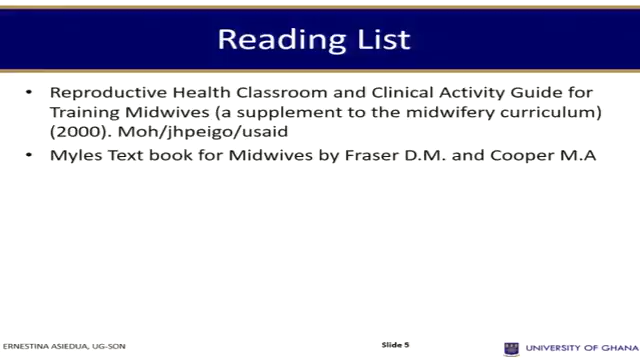 Reading List
• Reproductive Health Classroom and Clinical Activity Guide for
Training Midwives (a supplement to the midwifery curriculum)
(2000). Moh/jhpeigo/usaid
• Myles Text book for Midwives by Fraser D.M. and Cooper M.A
ERNESTINA ASIEDUA, UG-SON
Slide 5
UNIVERSITY OF GHANA